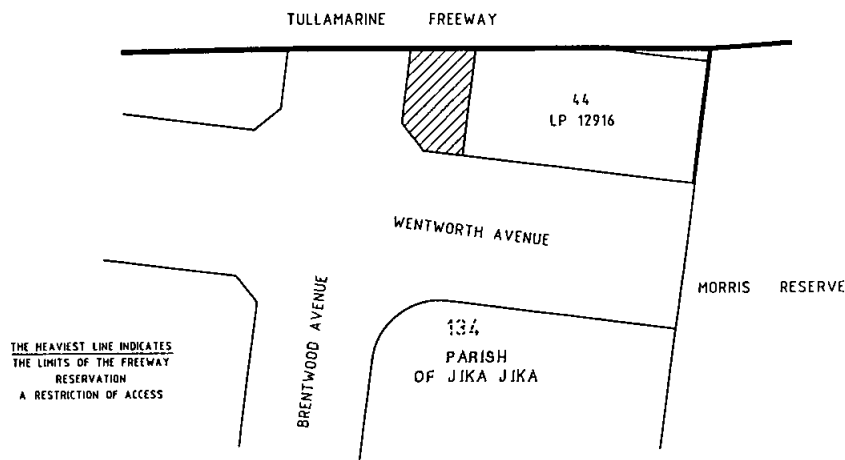 TULLAMARINE FREEWAY
44
LP 12916
WENTWORTH AVENUE
MORRIS RESERVE
BRENTWOOD AVENUE
134
PARISH
OF JIKA JIKA
THE HEAVIEST LINE INDICATES
THE LIMITS OF THE FREEWAY
RESERVATION
A RESTRICTION OF ACCESS